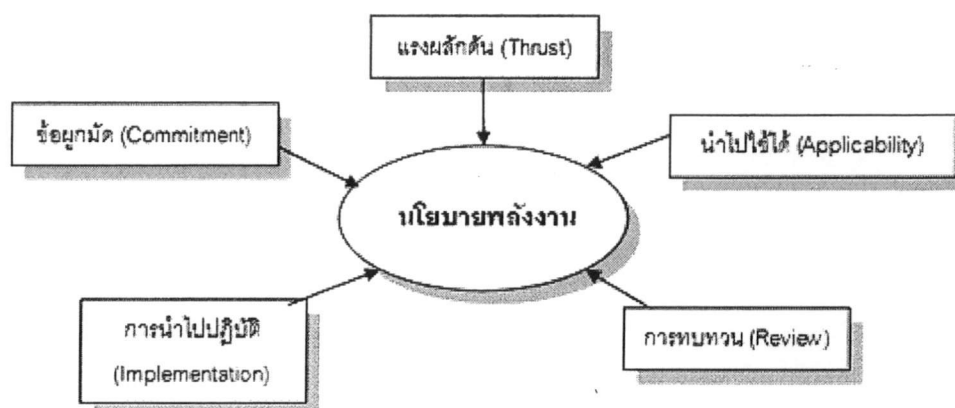 แรงผลักดัน (Thrust)
ข้อผูกมัด (Commitment)
นำไปใช้ได้ (Applicability)
นโยบายพลังงาน
การนำไปปฏิบัติ
(Implementation)
การทบทวน (Review)